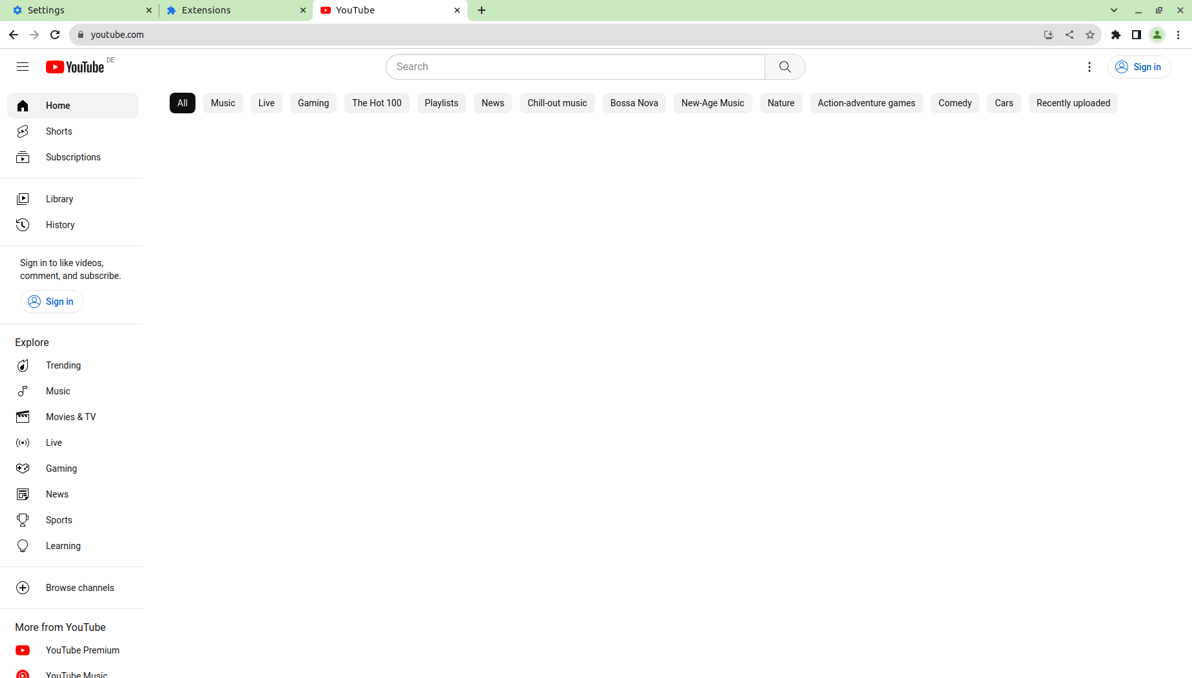 Settings
Extensions
YouTube
youtube.com
YouTube DE
Search
Sign in
Home
Shorts
Subscriptions
Library
History
Sign in to like videos,
comment, and subscribe.
Sign in
Explore
Trending
Music
Movies & TV
Live
Gaming
News
Sports
Learning
Browse channels
More from YouTube
YouTube Premium
YouTube Music
All
Music
Live
Gaming
The Hot 100
Playlists
News
Chill-out music
Bossa Nova
New-Age Music
Nature
Action-adventure games
Comedy
Cars
Recently uploaded